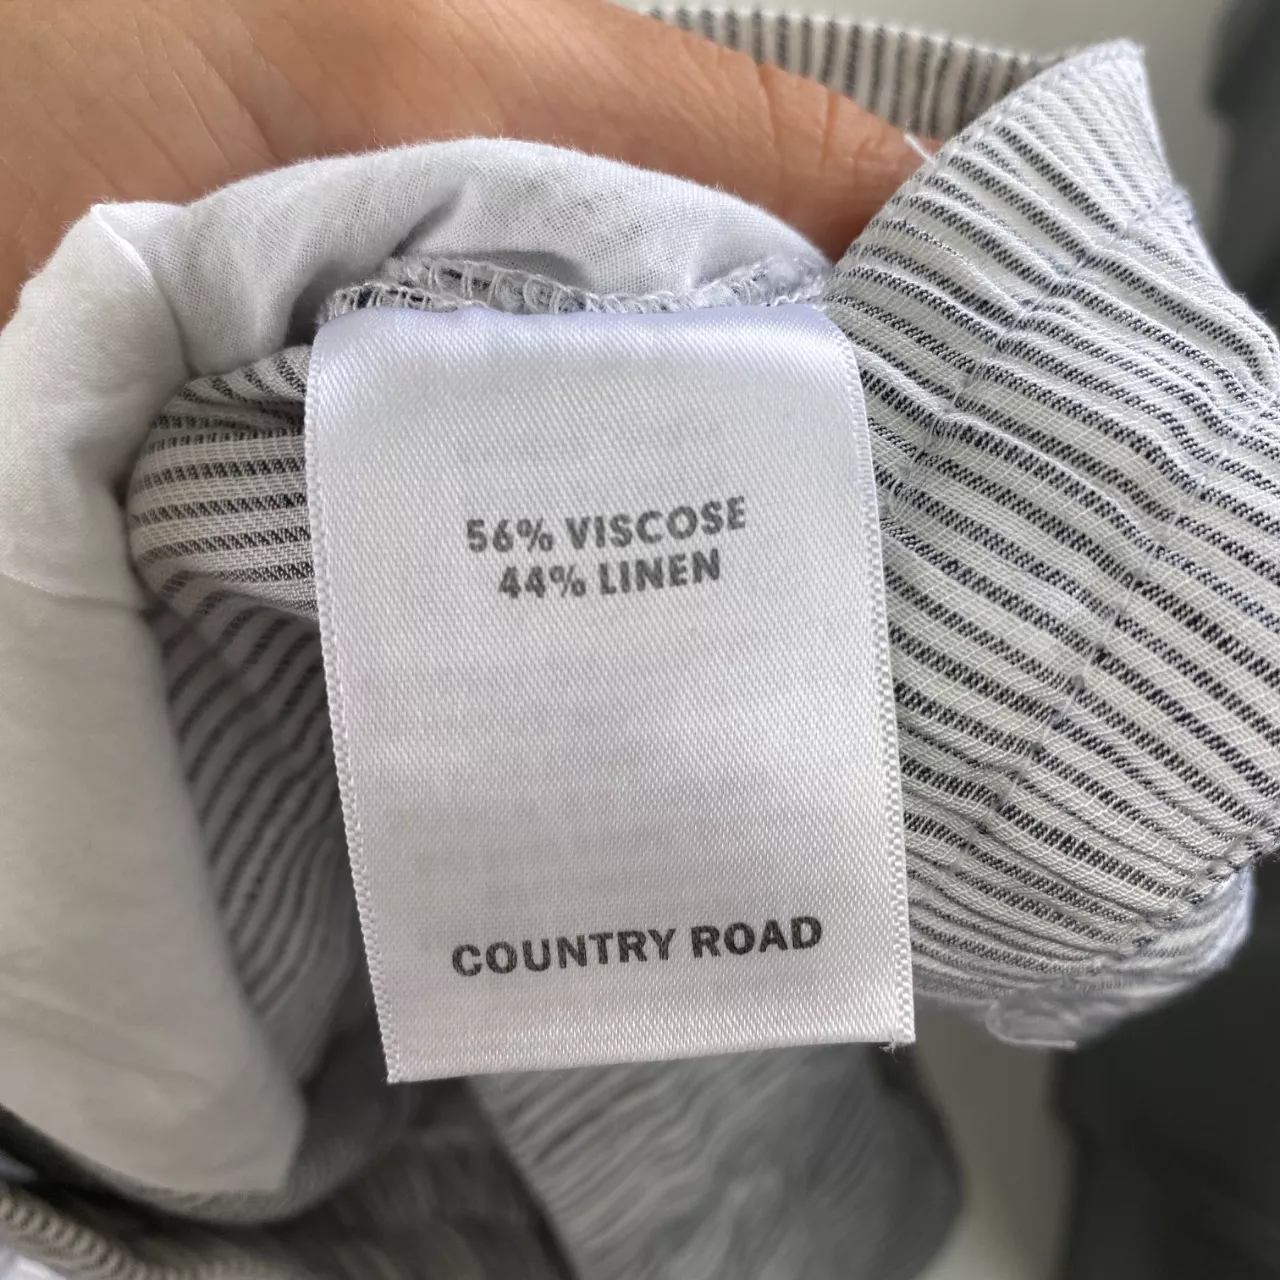 56% VISCOSE
44% LINEN
COUNTRY ROAD